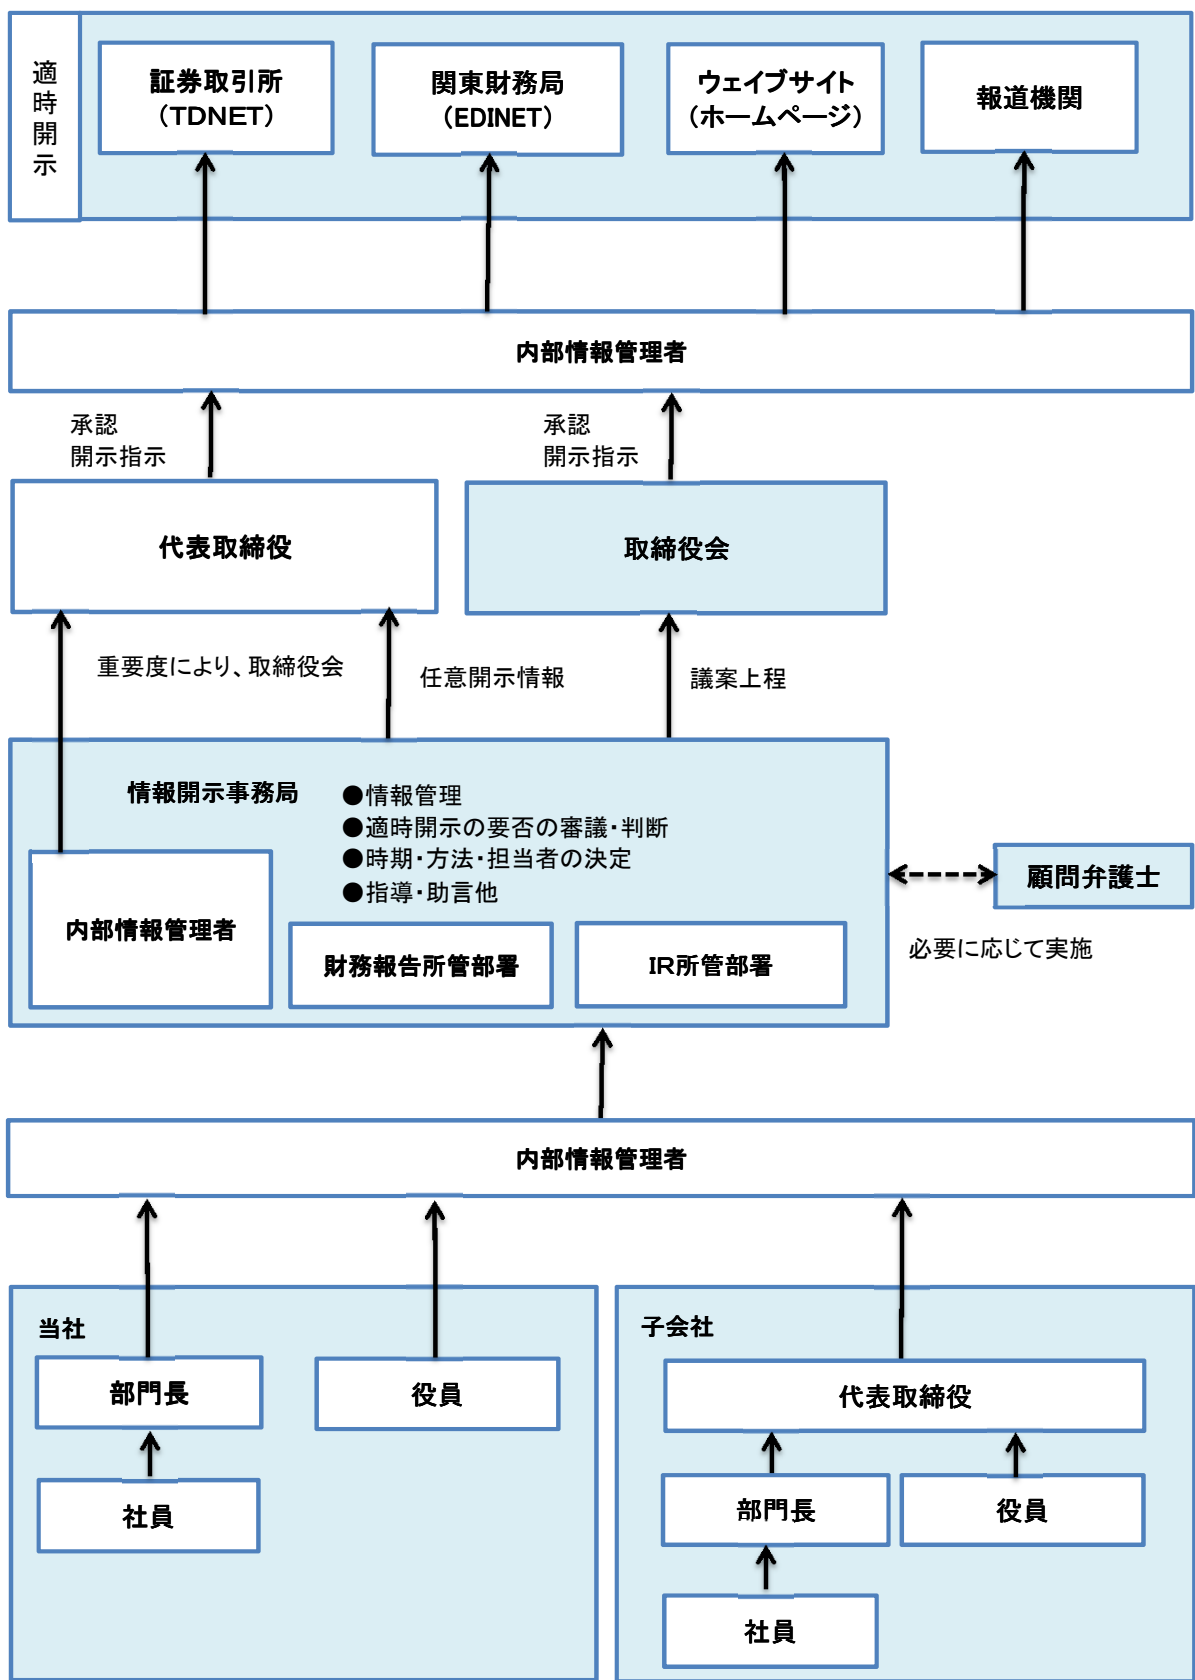 適時開示
証券取引所
（TDNET）
関東財務局
（EDINET）
ウェイブサイト
（ホームページ）
報道機関
内部情報管理者
承認
開示指示
承認
開示指示
代表取締役
取締役会
重要度により、取締役会
任意開示情報
議案上程
情報開示事務局
●情報管理
●適時開示の要否の審議・判断
●時期・方法・担当者の決定
●指導・助言他
内部情報管理者
財務報告所管部署
IR所管部署
顧問弁護士
必要に応じて実施
内部情報管理者
当社
部門長
役員
社員
子会社
代表取締役
部門長
役員
社員